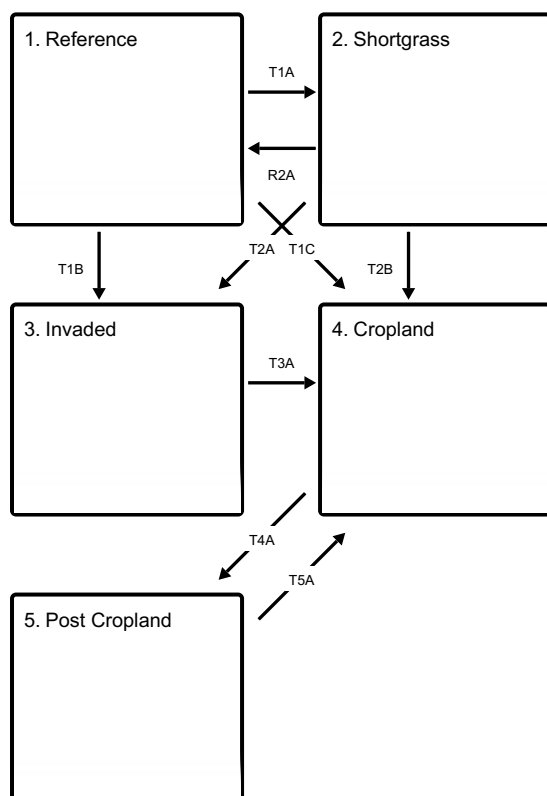 1. Reference
2. Shortgrass
T1A
R2A
T1B
T2A
T1C
T2B
3. Invaded
4. Cropland
T3A
T4A
T5A
5. Post Cropland